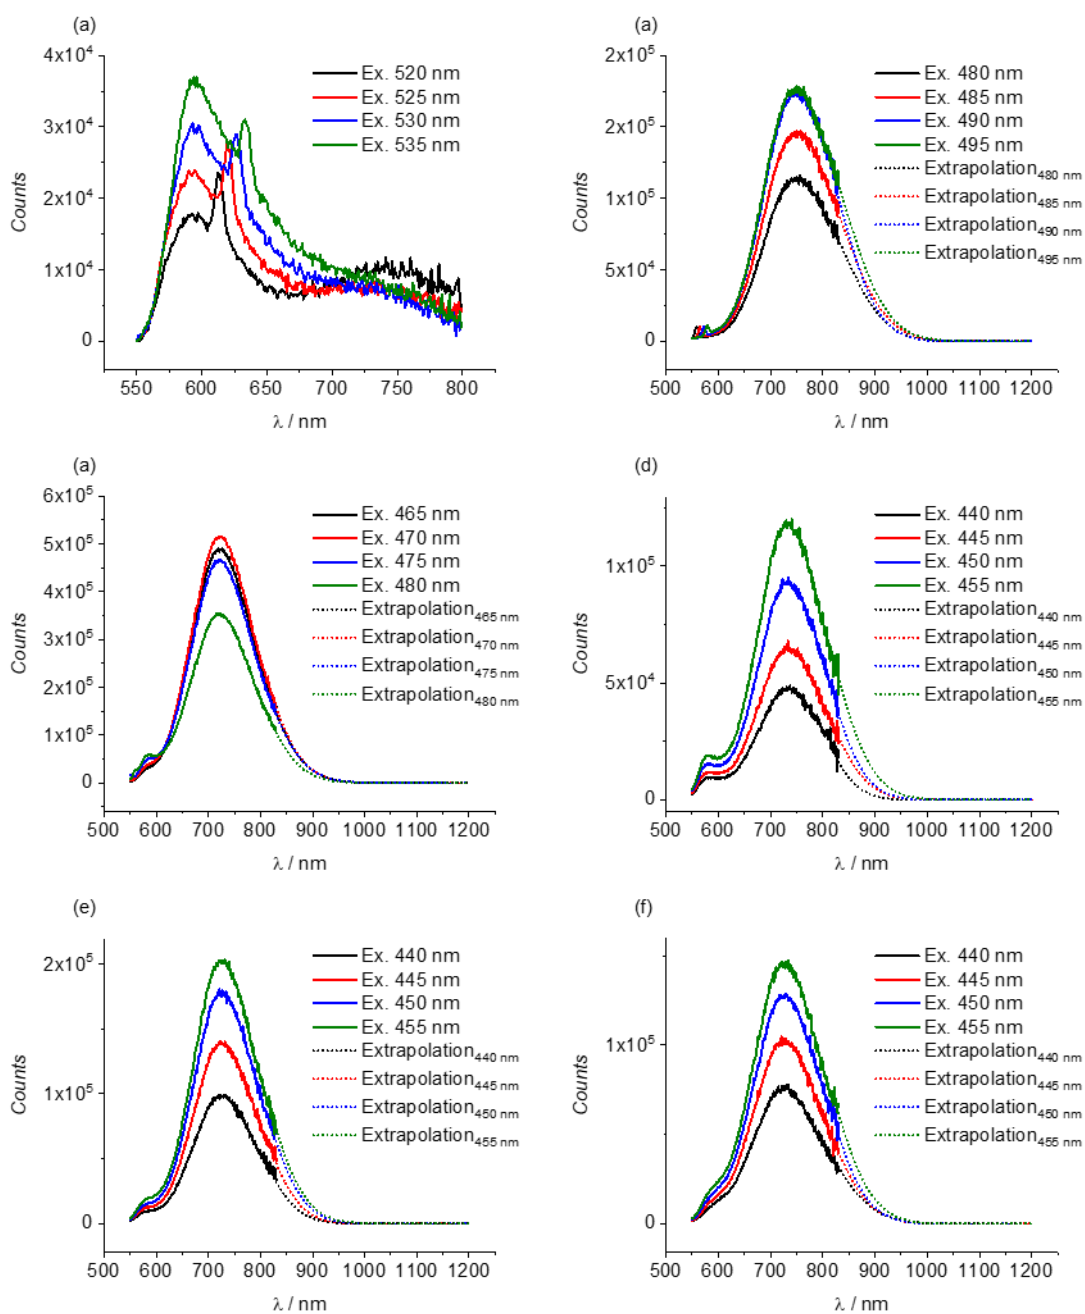 (a)
4x10⁴
3x10⁴
2x10⁴
1x10⁴
0
Counts
550 600 650 700 750 800
λ / nm
Ex. 520 nm
Ex. 525 nm
Ex. 530 nm
Ex. 535 nm
(a)
2x10⁵
2x10⁵
1x10⁵
5x10⁴
0
Counts
500 600 700 800 900 1000 1100 1200
λ / nm
Ex. 480 nm
Ex. 485 nm
Ex. 490 nm
Ex. 495 nm
Extrapolation480 nm
Extrapolation485 nm
Extrapolation490 nm
Extrapolation495 nm
(a)
6x10⁵
5x10⁵
4x10⁵
3x10⁵
2x10⁵
1x10⁵
0
Counts
500 600 700 800 900 1000 1100 1200
λ / nm
Ex. 465 nm
Ex. 470 nm
Ex. 475 nm
Ex. 480 nm
Extrapolation465 nm
Extrapolation470 nm
Extrapolation475 nm
Extrapolation480 nm
(d)
1x10⁵
5x10⁴
0
Counts
500 600 700 800 900 1000 1100 1200
λ / nm
Ex. 440 nm
Ex. 445 nm
Ex. 450 nm
Ex. 455 nm
Extrapolation440 nm
Extrapolation445 nm
Extrapolation450 nm
Extrapolation455 nm
(e)
2x10⁵
1x10⁵
0
Counts
500 600 700 800 900 1000 1100 1200
λ / nm
Ex. 440 nm
Ex. 445 nm
Ex. 450 nm
Ex. 455 nm
Extrapolation440 nm
Extrapolation445 nm
Extrapolation450 nm
Extrapolation455 nm
(f)
1x10⁵
0
Counts
500 600 700 800 900 1000 1100 1200
λ / nm
Ex. 440 nm
Ex. 445 nm
Ex. 450 nm
Ex. 455 nm
Extrapolation440 nm
Extrapolation445 nm
Extrapolation450 nm
Extrapolation455 nm